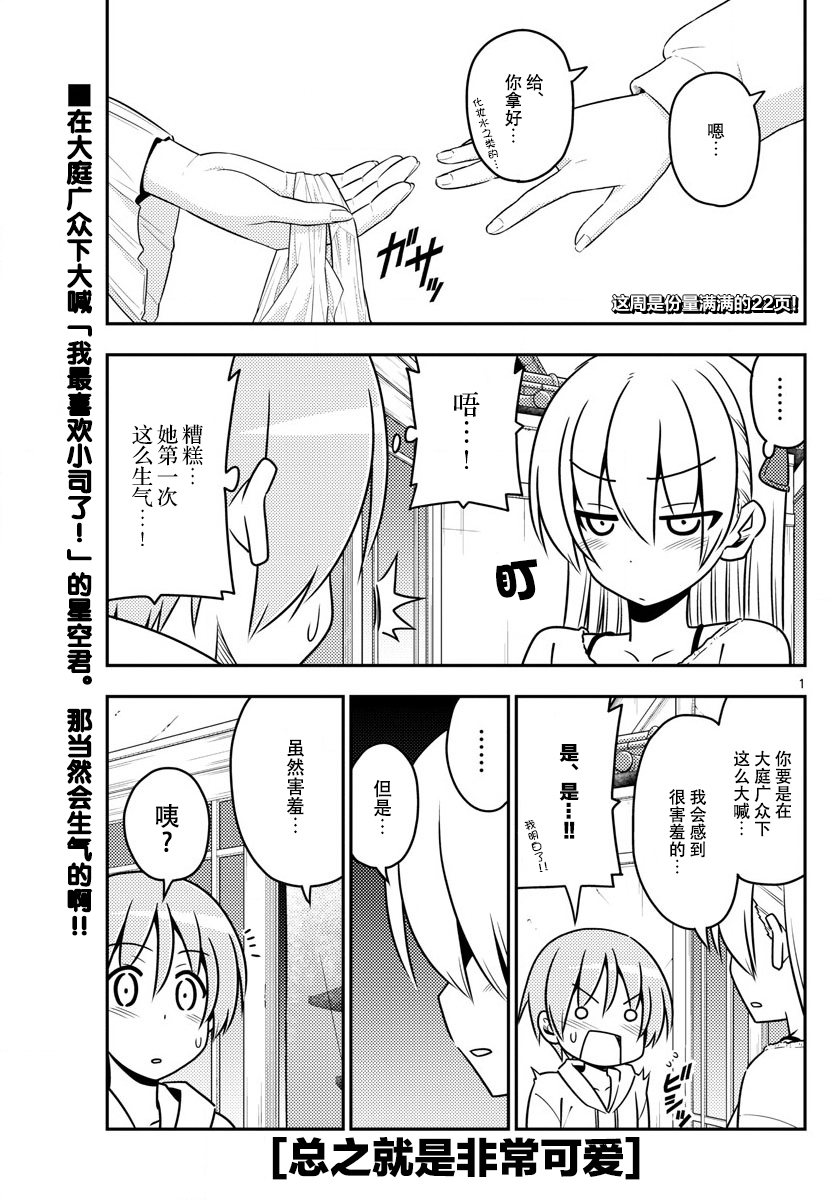 ■在大庭广众下大喊「我最喜欢小司了！」的星空君。那当然会生气的啊!!
嗯…
给、
你拿好…
化妆水之类的…
ガサッ
这周是份量满满的22页!
……
唔…！
盯
糟糕…
她第一次
这么生气…！
1
你要是在
大庭广众下
这么大喊…
我会感到
很害羞的…
是、是…!!
我明白了!!
ビシッ
……
但是…
虽然害羞…
咦?
[总之就是非常可爱]